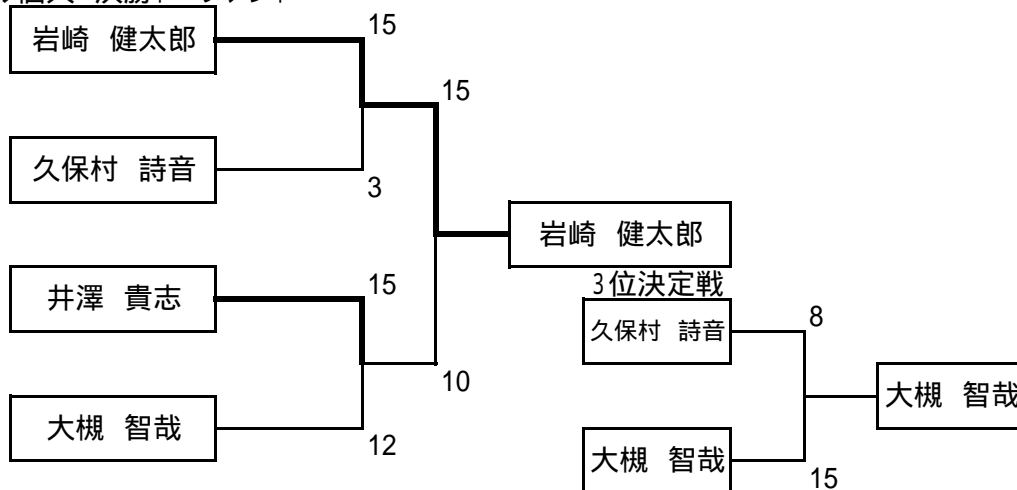 岩崎 健太郎
15
15
久保村 詩音
3
岩崎 健太郎
井澤 貴志
15
10
大槻 智哉
12
3位決定戦
久保村 詩音
8
大槻 智哉
大槻 智哉
15